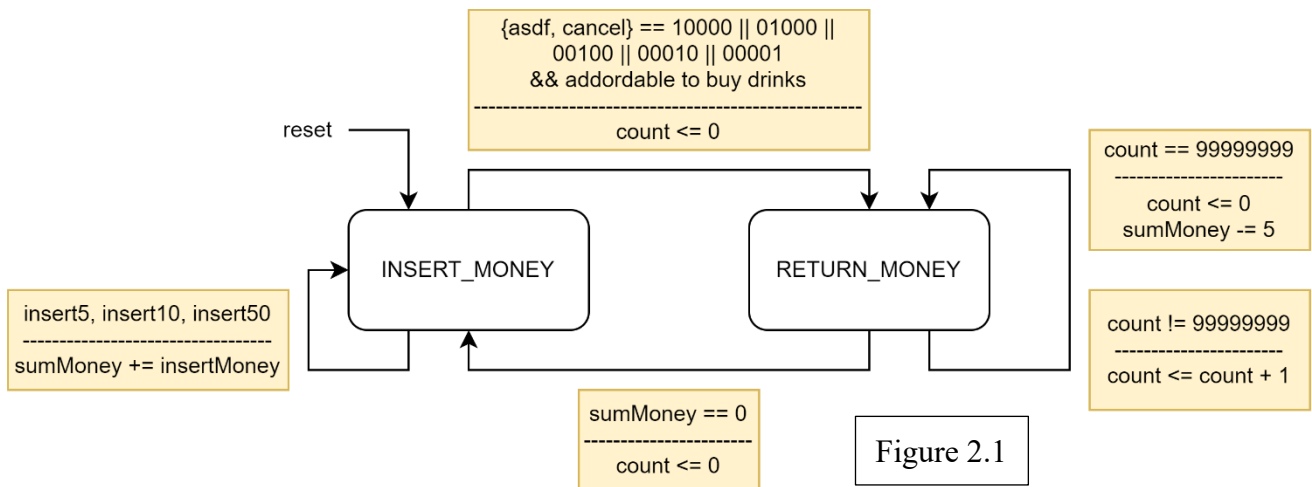 {asdf, cancel} == 10000 || 01000 ||
00100 || 00010 || 00001
&& addordable to buy drinks
-----------------------------------------------------
count <= 0
reset
count == 99999999
-----------------------
count <= 0
sumMoney -= 5
INSERT_MONEY
RETURN_MONEY
insert5, insert10, insert50
----------------------------------
sumMoney += insertMoney
count != 99999999
-----------------------
count <= count + 1
sumMoney == 0
-----------------------
count <= 0
Figure 2.1